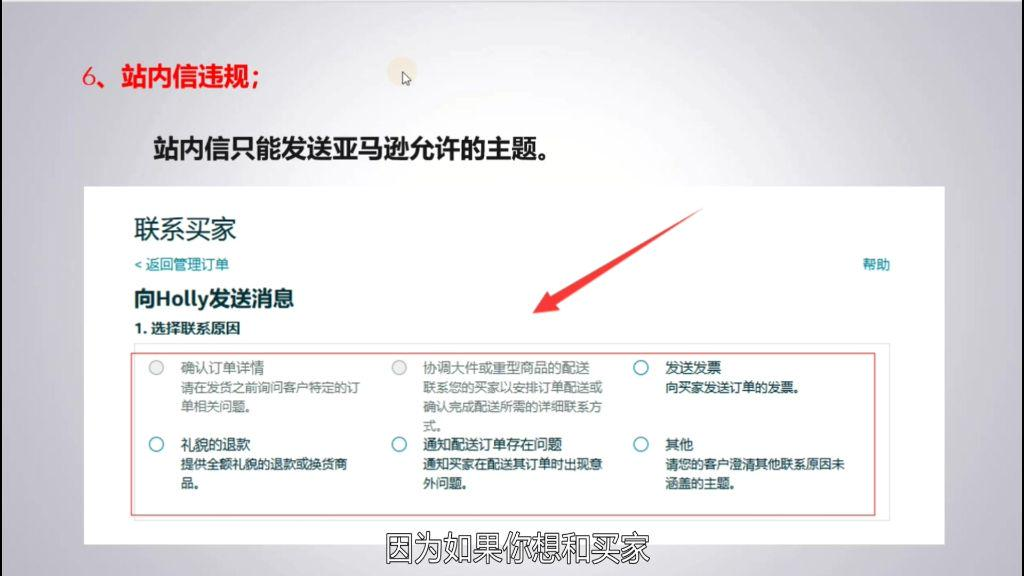 6、站内信违规；
站内信只能发送亚马逊允许的主题。
联系买家
< 返回管理订单
帮助
向Holly发送消息
1. 选择联系原因
确认订单详情
请在发货之前询问客户特定的订
单相关问题。
协调大件或重型商品的配送
联系您的买家以安排订单配送或
确认完成配送所需的详细联系方
式。
发送发票
向买家发送订单的发票。
礼貌的退款
提供全额礼貌的退款或换货商
品。
通知配送订单存在问题
通知买家在配送其订单时出现意
外问题。
其他
请您的客户澄清其他联系原因未
涵盖的主题。
因为如果你想和买家